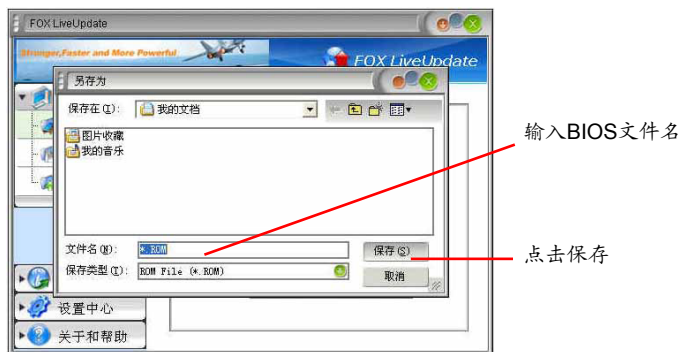 FOX LiveUpdate
Stronger,Faster and More Powerful
FOX LiveUpdate
另存为
保存在(I): 我的文档
图片收藏
我的音乐
输入BIOS文件名
文件名(N): *.ROM 保存(S)
点击保存
保存类型(T): ROM File (*.ROM) 取消
设置中心
关于和帮助